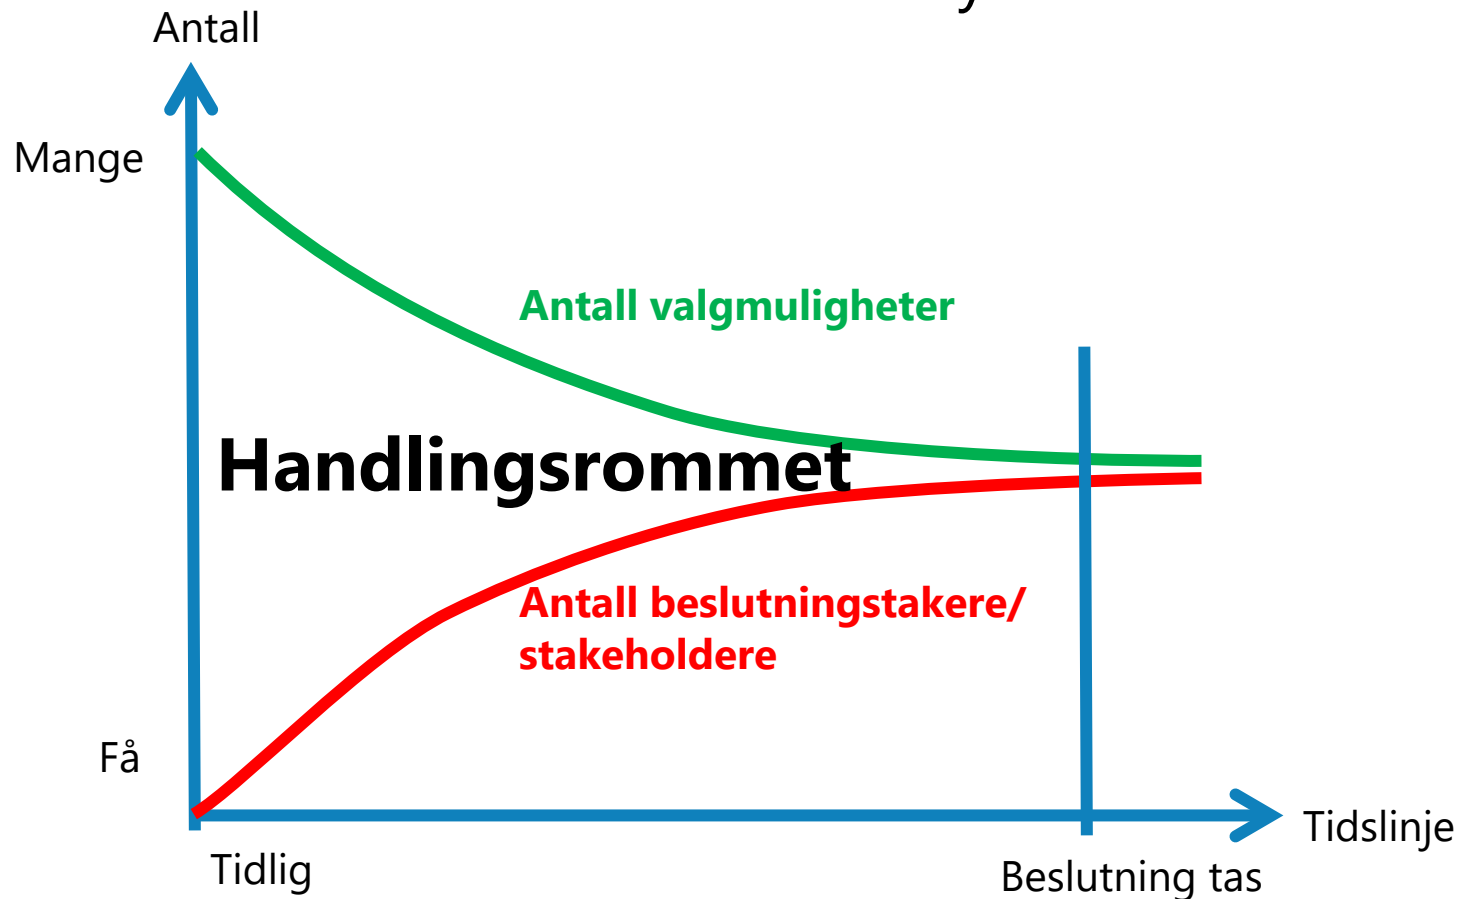 Antall
Mange
Antall valgmuligheter
Handlingsrommet
Antall beslutningstakere/
stakeholdere
Få
Tidslinje
Tidlig
Beslutning tas